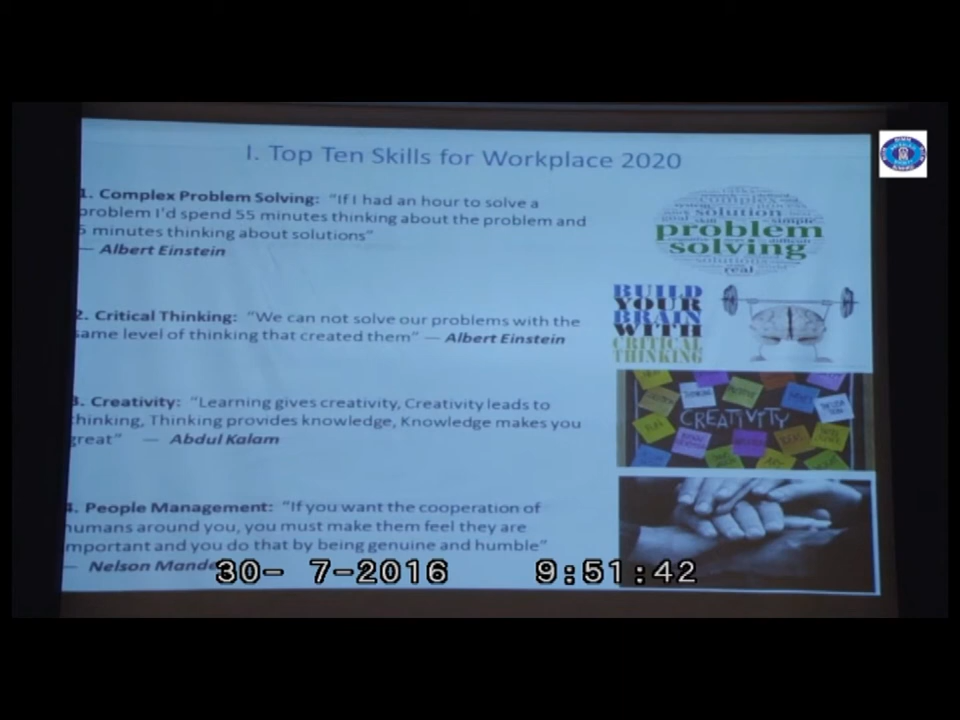 I. Top Ten Skills for Workplace 2020
1. Complex Problem Solving: "If I had an hour to solve a
problem I'd spend 55 minutes thinking about the problem and
5 minutes thinking about solutions"
— Albert Einstein
problem
solving
solution
real
2. Critical Thinking: "We can not solve our problems with the
same level of thinking that created them" — Albert Einstein
BUILD
YOUR
BRAIN
WITH
CRITICAL
THINKING
3. Creativity: "Learning gives creativity, Creativity leads to
thinking, Thinking provides knowledge, Knowledge makes you
great" — Abdul Kalam
CREATIVITY
4. People Management: "If you want the cooperation of
humans around you, you must make them feel they are
important and you do that by being genuine and humble"
— Nelson Mande
30- 7-2016 9:51:42